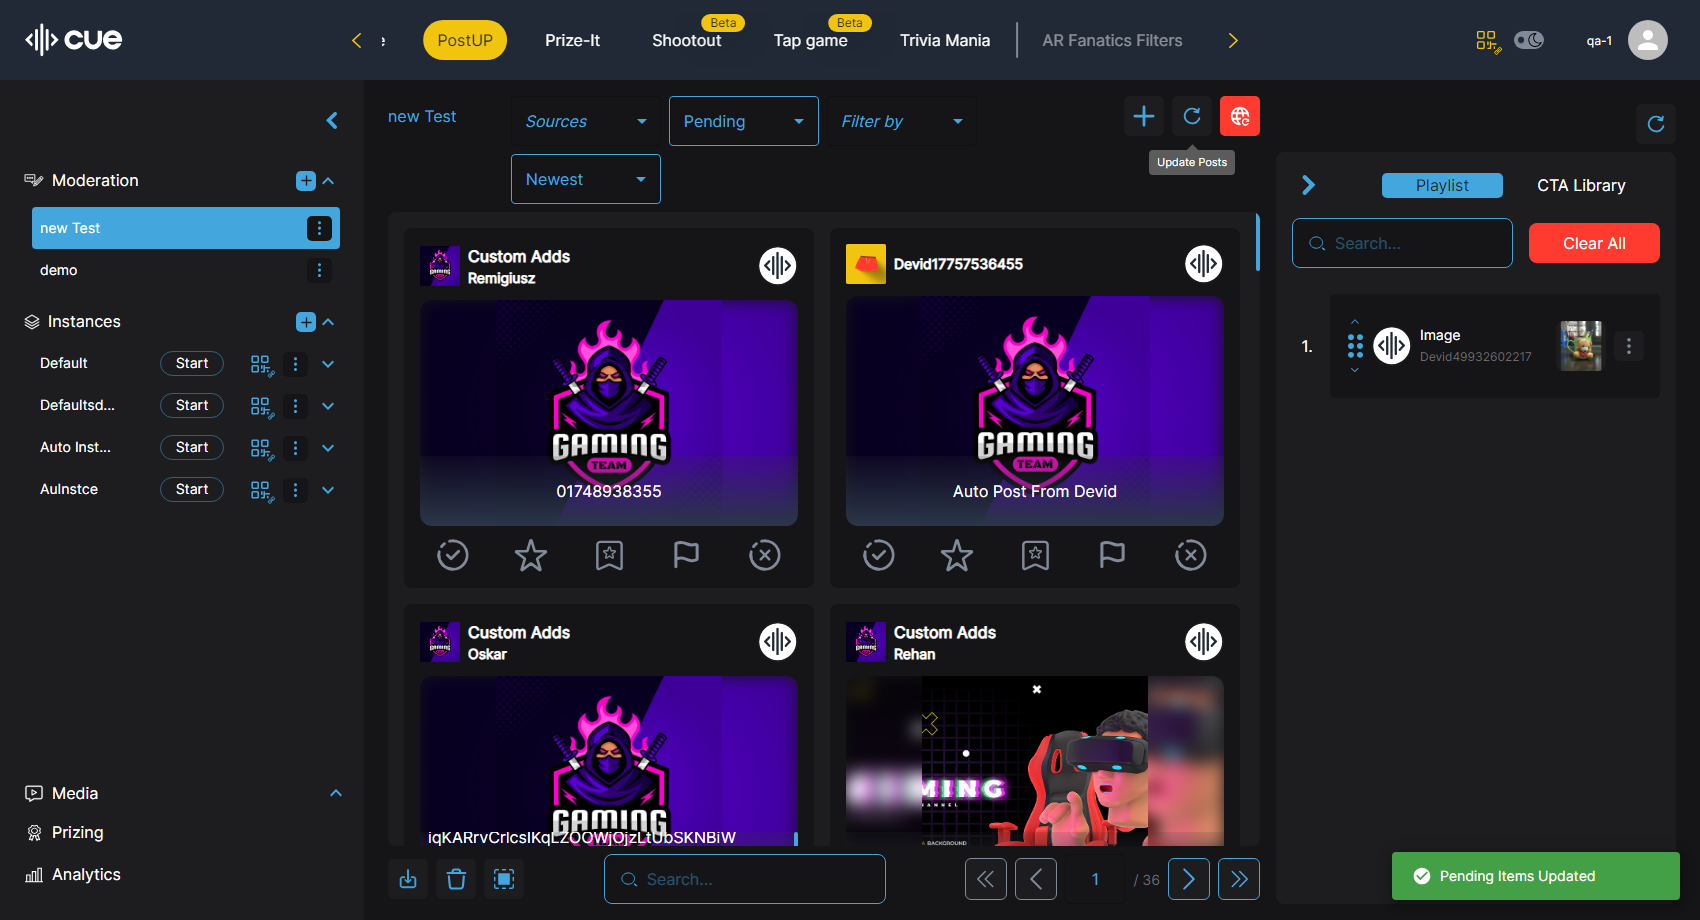 cue
e
PostUP
Prize-It
Beta
Shootout
Beta
Tap game
Trivia Mania
AR Fanatics Filters
qa-1
Moderation
new Test
demo
Instances
Default
Start
Defaultsd...
Start
Auto Inst...
Start
AuInstce
Start
Media
Prizing
Analytics
new Test
Sources
Pending
Filter by
Newest
Update Posts
Custom Adds
Remigiusz
GAMING
TEAM
01748938355
Devid17757536455
GAMING
TEAM
Auto Post From Devid
Custom Adds
Oskar
GAMING
Custom Adds
Rehan
MING
CHANNEL
BACKGROUND
Search...
1
/ 36
Playlist
CTA Library
Search...
Clear All
1.
Image
Devid49932602217
Pending Items Updated